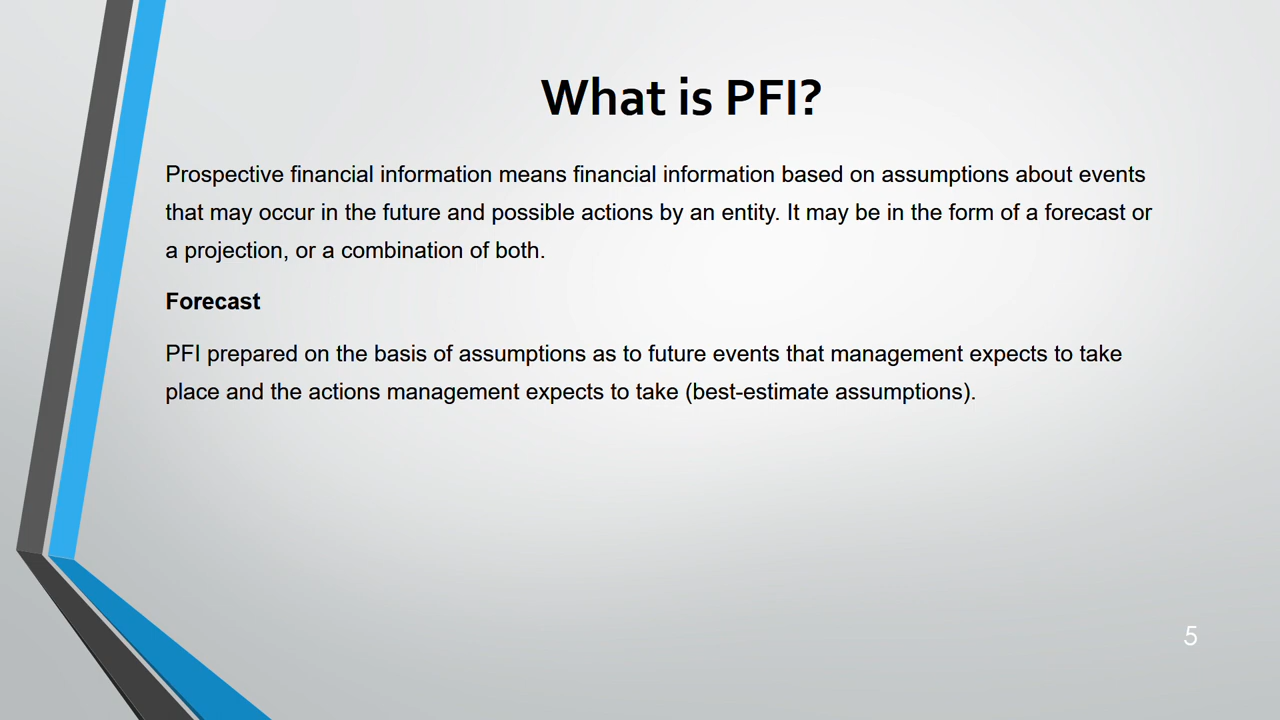 What is PFI?
Prospective financial information means financial information based on assumptions about events
that may occur in the future and possible actions by an entity. It may be in the form of a forecast or
a projection, or a combination of both.
Forecast
PFI prepared on the basis of assumptions as to future events that management expects to take
place and the actions management expects to take (best-estimate assumptions).
5